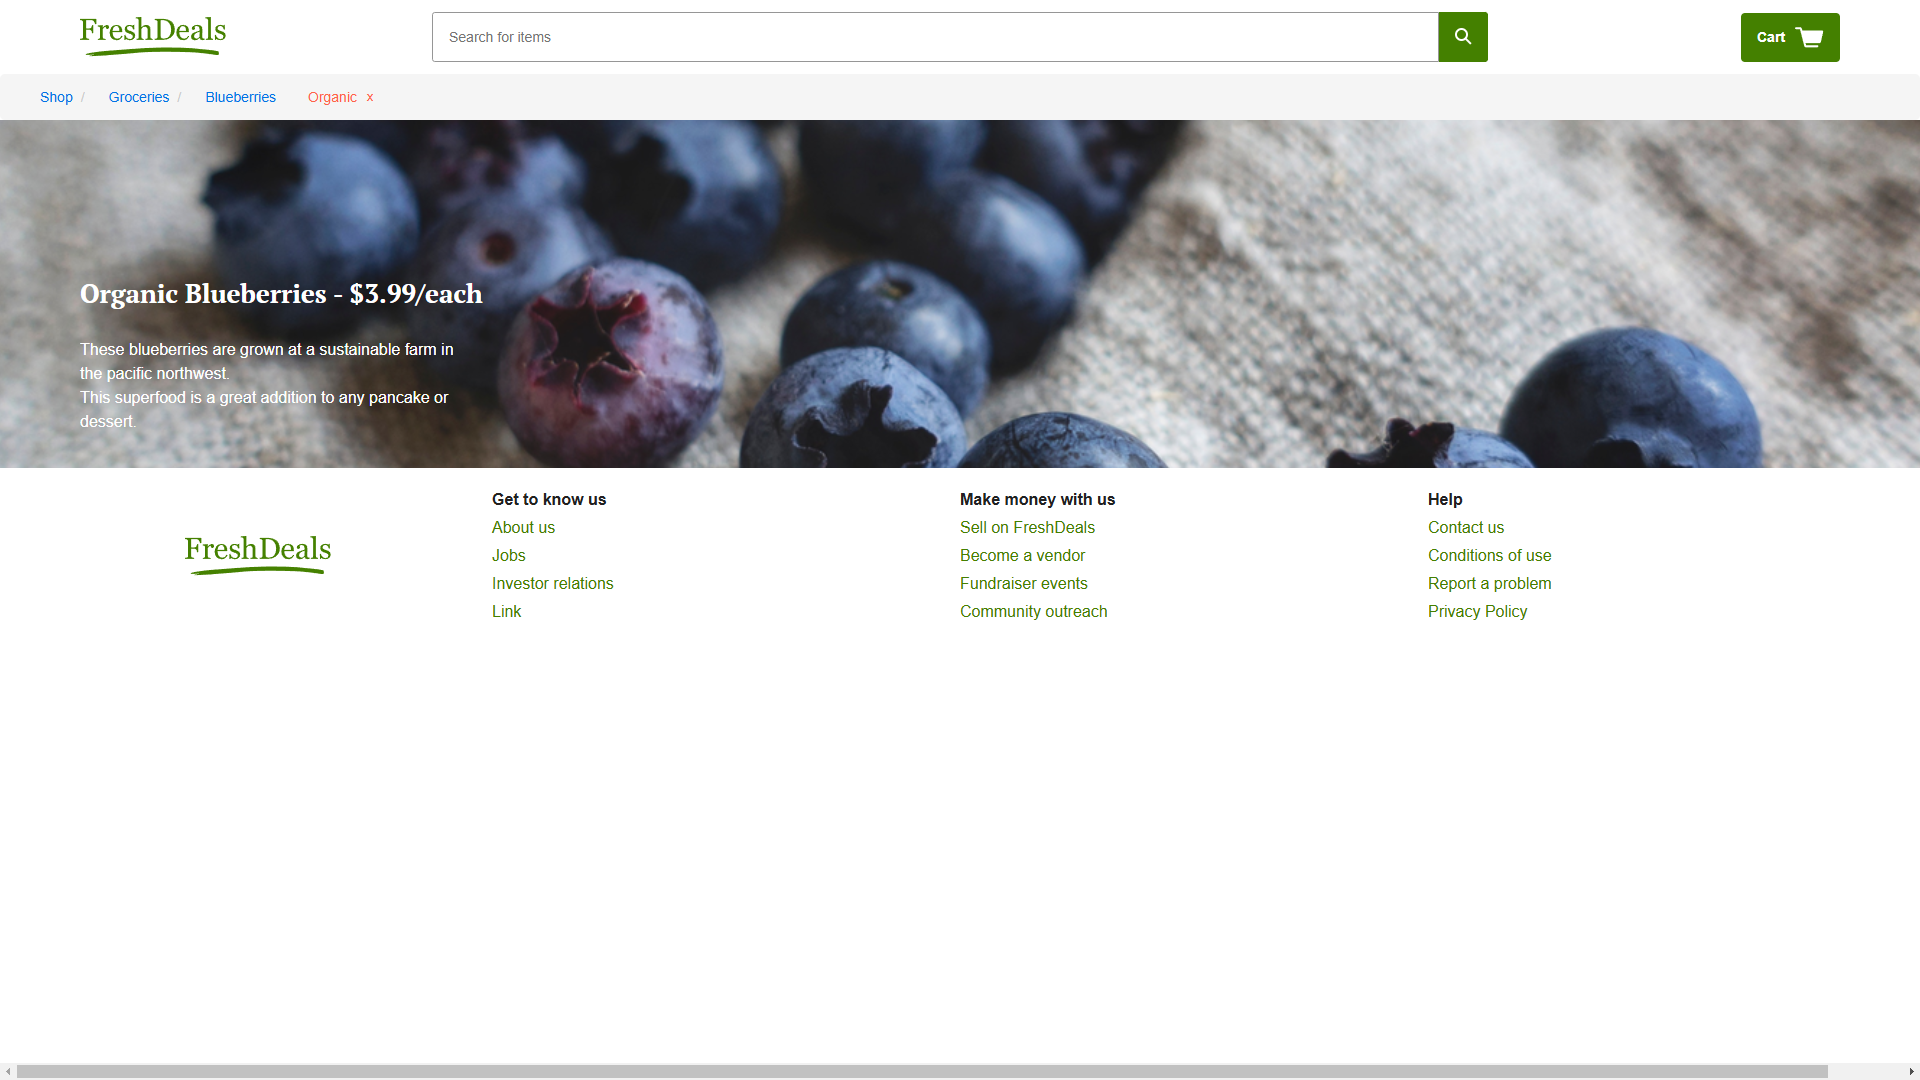 FreshDeals
Search for items
Cart
Shop / Groceries / Blueberries Organic x
Organic Blueberries - $3.99/each
These blueberries are grown at a sustainable farm in
the pacific northwest.
This superfood is a great addition to any pancake or
dessert.
FreshDeals
Get to know us
About us
Jobs
Investor relations
Link
Make money with us
Sell on FreshDeals
Become a vendor
Fundraiser events
Community outreach
Help
Contact us
Conditions of use
Report a problem
Privacy Policy